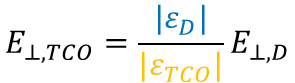 E⊥,TCO = |εD| / |εTCO| E⊥,D